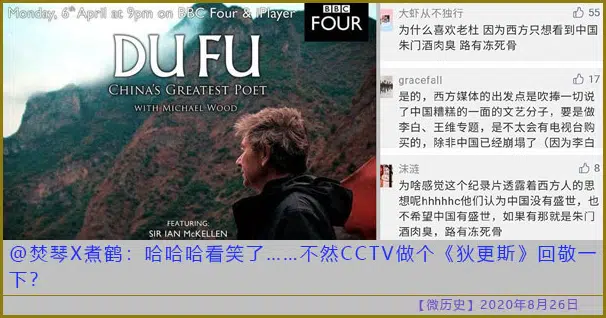 Monday, 6th April at 9pm on BBC Four & iPlayer
BBC
FOUR
DU FU
CHINA'S GREATEST POET
WITH MICHAEL WOOD
FEATURING:
SIR IAN McKELLEN
大虾从不独行
55
为什么喜欢老杜 因为西方只想看到中国
朱门酒肉臭 路有冻死骨
gracefall
17
是的，西方媒体的出发点是吹捧一切说
了中国糟糕的一面的文艺分子，要是做
李白、王维专题，是不太会有电视台购
买的，除非中国已经崩塌了（因为李白
沫涟
8
为啥感觉这个纪录片透露着西方人的思
想呢hhhhhc他们认为中国没有盛世，也
不希望中国有盛世，如果有那就是朱门
酒肉臭，路有冻死骨
@焚琴X煮鹤：哈哈哈看笑了……不然CCTV做个《狄更斯》回敬一
下？
【微历史】2020年8月26日